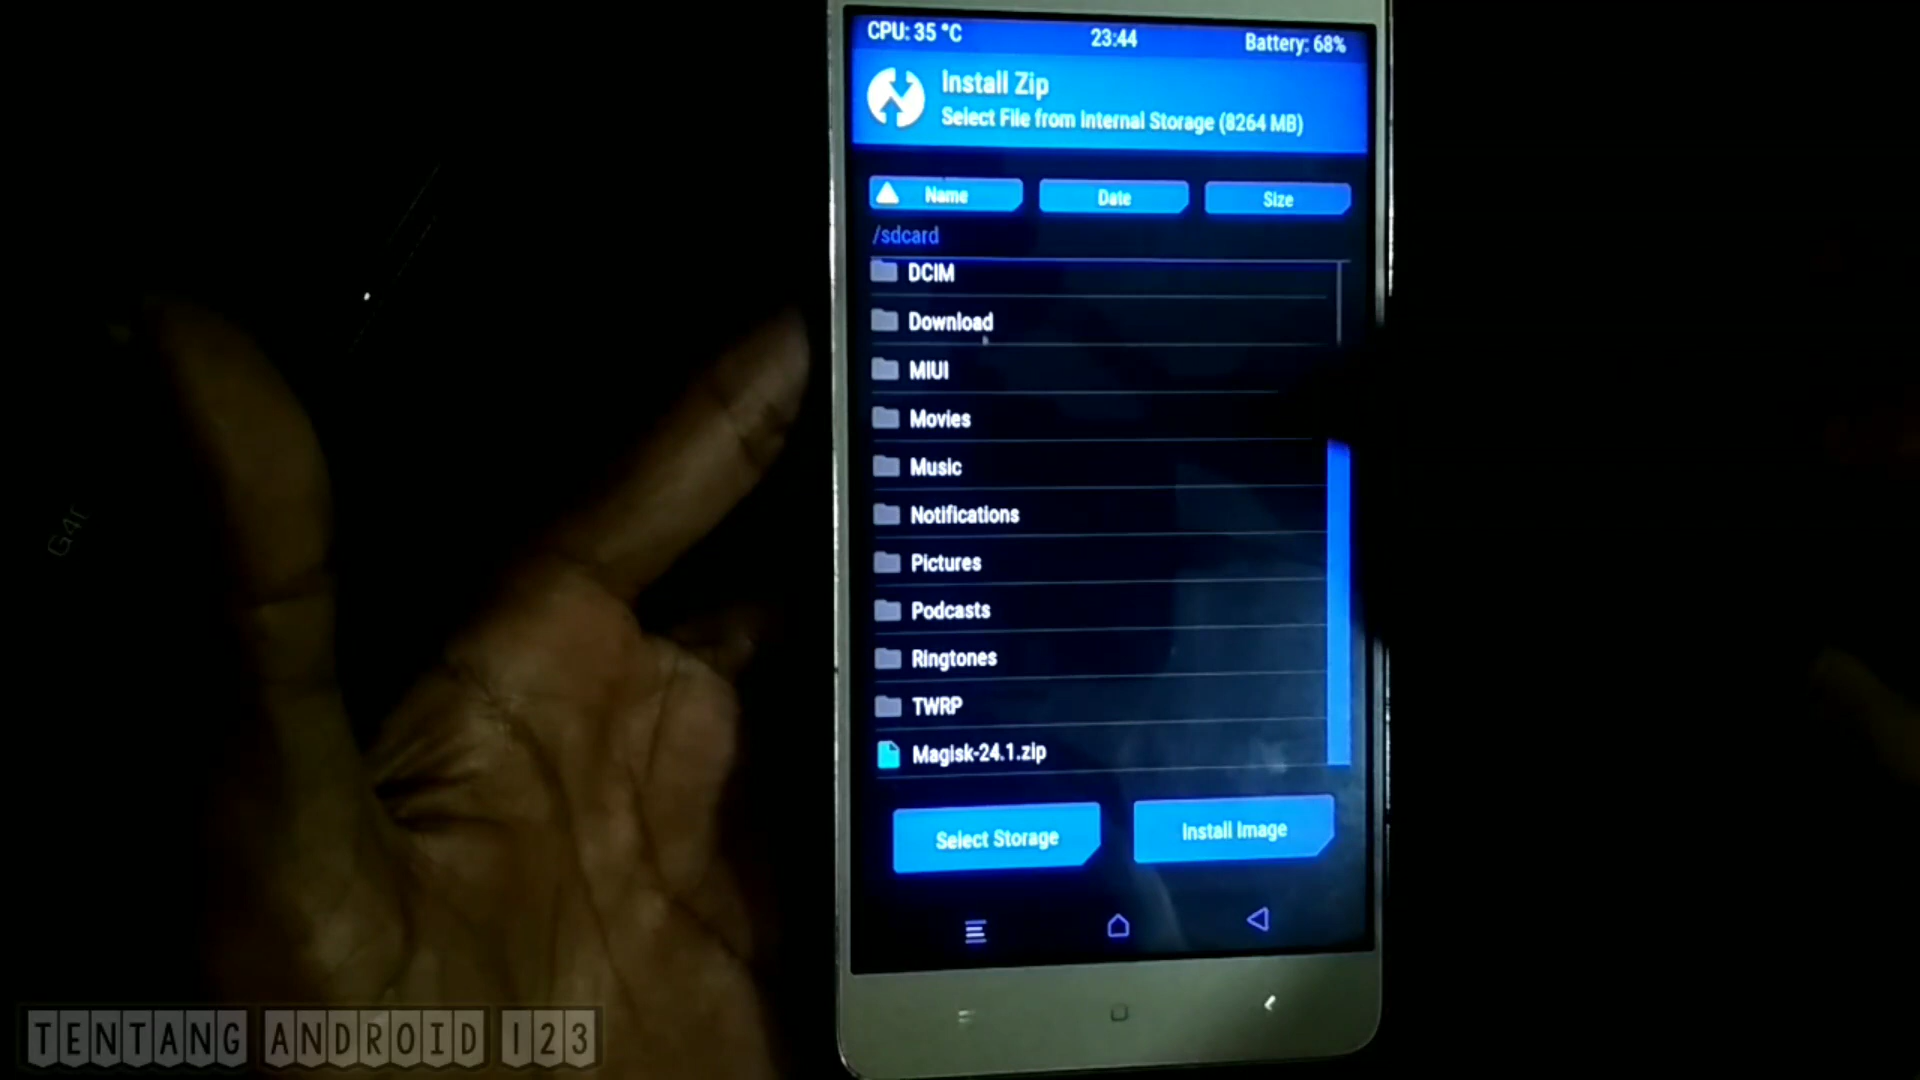 CPU: 35 °C 23:44 Battery: 68%
Install Zip
Select File from Internal Storage (8264 MB)
Name Date Size
/sdcard
DCIM
Download
MIUI
Movies
Music
Notifications
Pictures
Podcasts
Ringtones
TWRP
Magisk-24.1.zip
Select Storage Install Image
TENTANG ANDROID 123